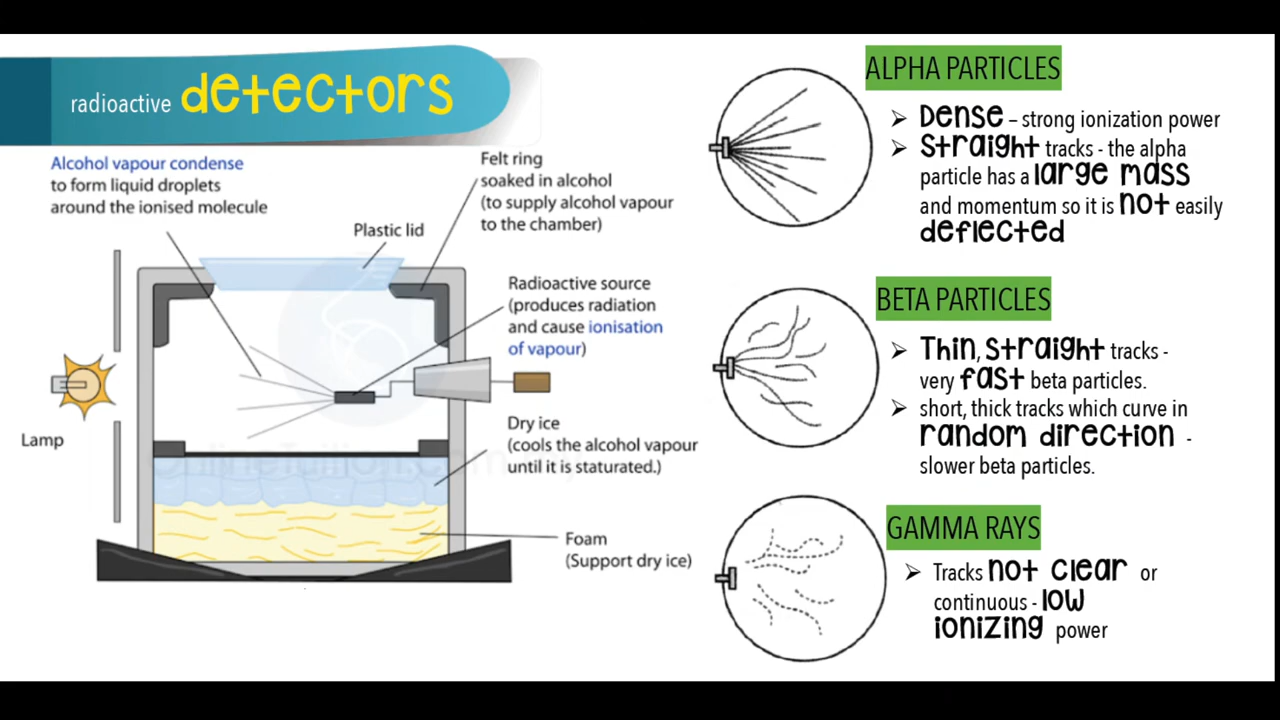 radioactive detectors
Alcohol vapour condense
to form liquid droplets
around the ionised molecule
Plastic lid
Felt ring
soaked in alcohol
(to supply alcohol vapour
to the chamber)
Radioactive source
(produces radiation
and cause ionisation
of vapour)
Lamp
Dry ice
(cools the alcohol vapour
until it is staturated.)
Foam
(Support dry ice)
ALPHA PARTICLES
➢ Dense – strong ionization power
➢ Straight tracks - the alpha
particle has a large mass
and momentum so it is not easily
deflected
BETA PARTICLES
➢ Thin, straight tracks -
very fast beta particles.
➢ short, thick tracks which curve in
random direction -
slower beta particles.
GAMMA RAYS
➢ Tracks not clear or
continuous - low
ionizing power